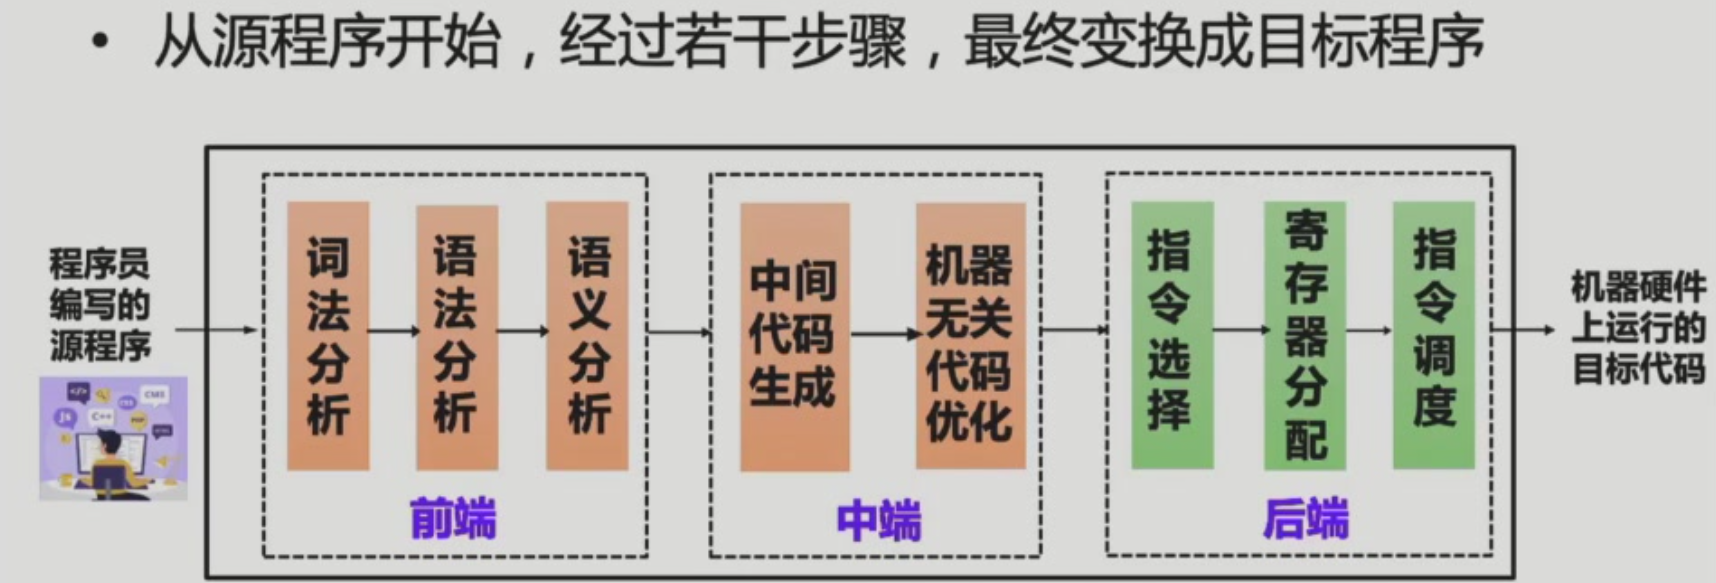 • 从源程序开始，经过若干步骤，最终变换成目标程序
程序员
编写的
源程序
</>
CMS
JS
C++
CSS
PHP
词法分析
语法分析
语义分析
前端
中间
代码
生成
机器
无关
代码
优化
中端
指令选择
寄存器分配
指令调度
后端
机器硬件
上运行的
目标代码